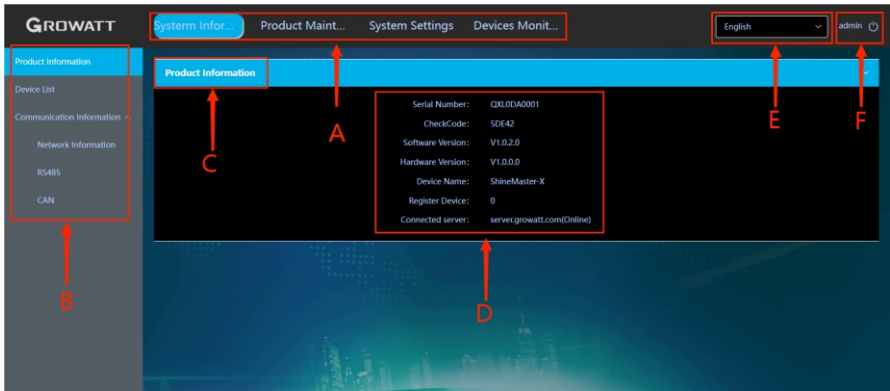 GROWATT
Systerm Infor...
Product Maint...
System Settings
Devices Monit...
English
admin
Product Information
Device List
Communication Information
Network Information
RS485
CAN
Product Information
Serial Number: QXL0DA0001
CheckCode: 5DE42
Software Version: V1.0.2.0
Hardware Version: V1.0.0.0
Device Name: ShineMaster-X
Register Device: 0
Connected server: server.growatt.com(Online)
A
B
C
D
E
F